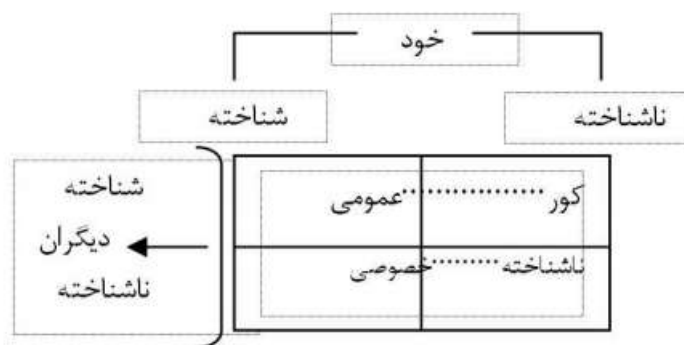 خود
ناشناخته شناخته
شناخته
دیگران
ناشناخته
کور.................عمومی
ناشناخته.........خصوصی